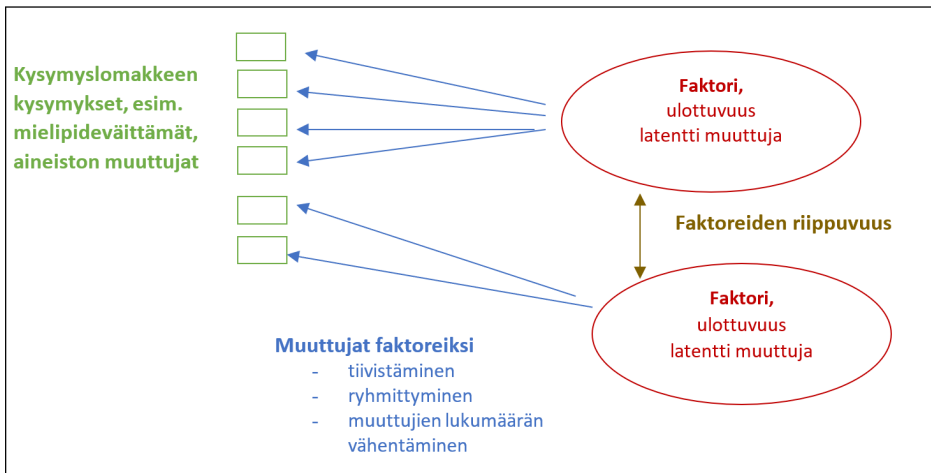 Kysymyslomakkeen
kysymykset, esim.
mielipideväittämät,
aineiston muuttujat
Faktori,
ulottuvuus
latentti muuttuja
Faktoreiden riippuvuus
Faktori,
ulottuvuus
latentti muuttuja
Muuttujat faktoreiksi
- tiivistäminen
- ryhmittyminen
- muuttujien lukumäärän
vähentäminen